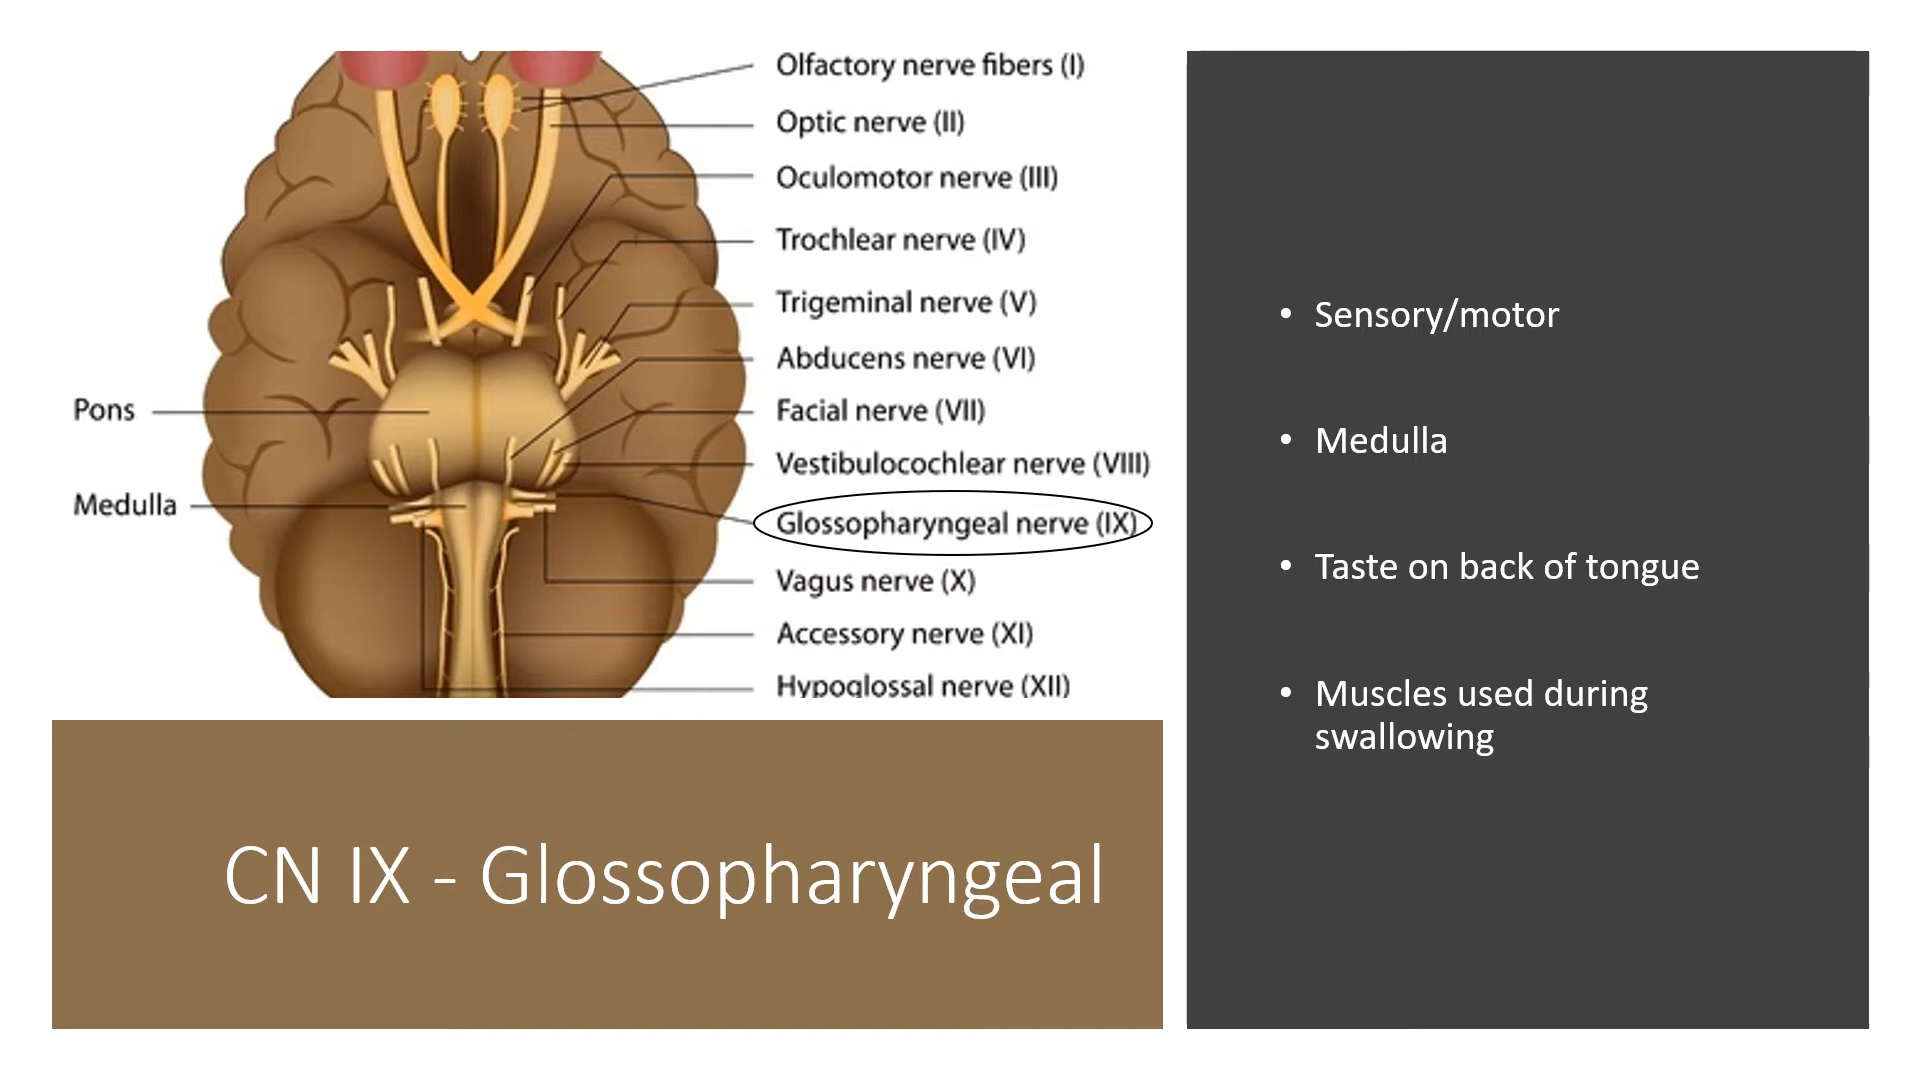 Olfactory nerve fibers (I)
Optic nerve (II)
Oculomotor nerve (III)
Trochlear nerve (IV)
Trigeminal nerve (V)
Abducens nerve (VI)
Pons
Facial nerve (VII)
Vestibulocochlear nerve (VIII)
Medulla
Glossopharyngeal nerve (IX)
Vagus nerve (X)
Accessory nerve (XI)
Hypoglossal nerve (XII)
CN IX - Glossopharyngeal
• Sensory/motor
• Medulla
• Taste on back of tongue
• Muscles used during
swallowing